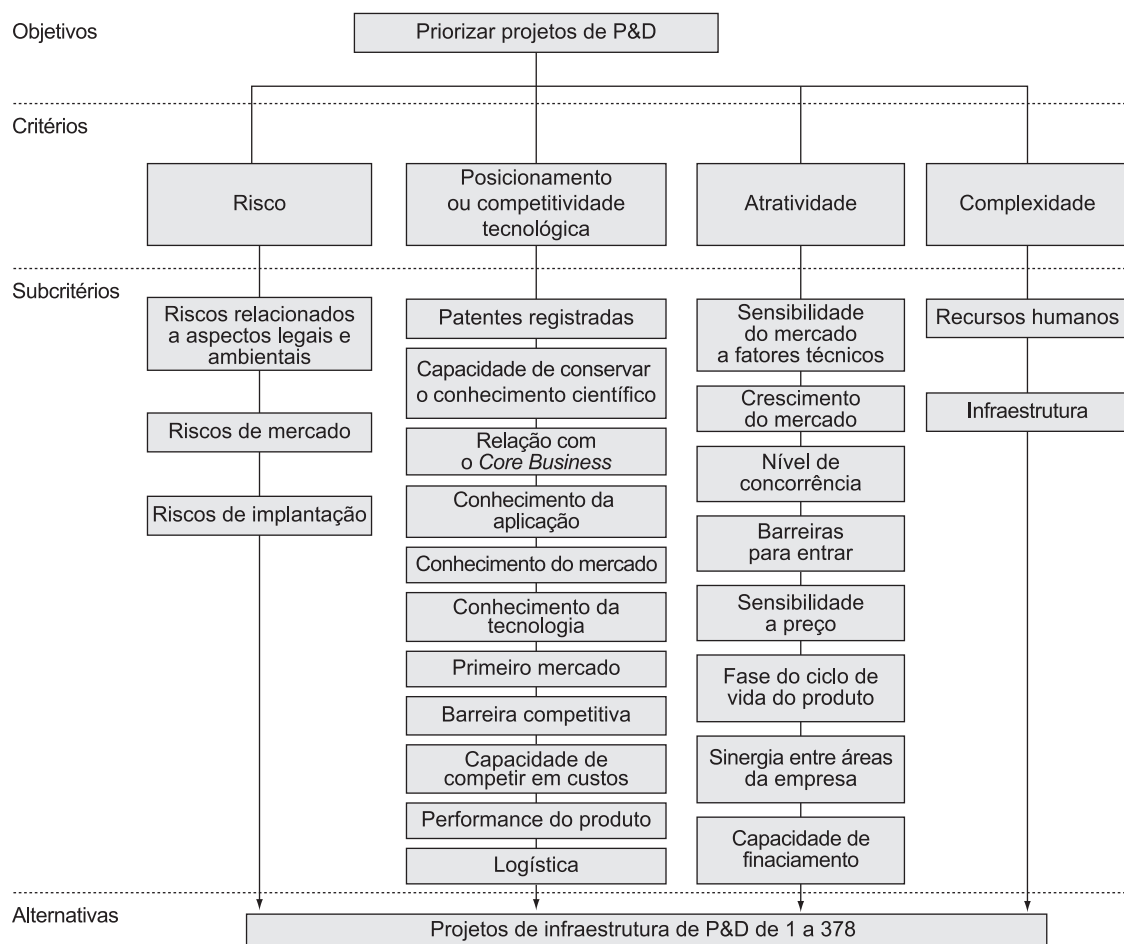 Objetivos
Priorizar projetos de P&D
Critérios
Risco
Posicionamento
ou competitividade
tecnológica
Atratividade
Complexidade
Subcritérios
Riscos relacionados
a aspectos legais e
ambientais
Riscos de mercado
Riscos de implantação
Patentes registradas
Capacidade de conservar
o conhecimento científico
Relação com
o Core Business
Conhecimento da
aplicação
Conhecimento do mercado
Conhecimento da
tecnologia
Primeiro mercado
Barreira competitiva
Capacidade de
competir em custos
Performance do produto
Logística
Sensibilidade
do mercado
a fatores técnicos
Crescimento
do mercado
Nível de
concorrência
Barreiras
para entrar
Sensibilidade
a preço
Fase do ciclo de
vida do produto
Sinergia entre áreas
da empresa
Capacidade de
finaciamento
Recursos humanos
Infraestrutura
Alternativas
Projetos de infraestrutura de P&D de 1 a 378